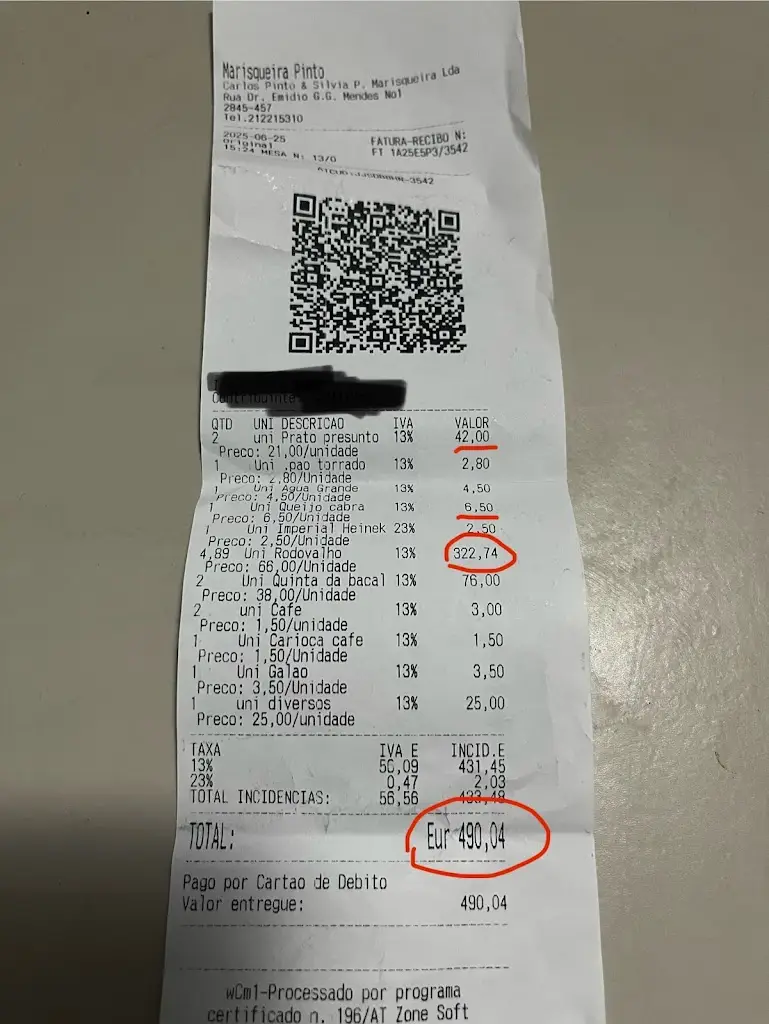 Marisqueira Pinto
Carlos Pinto & Silvia P. Marisqueira Lda
Rua Dr. Emidio G.G. Mendes No1
2845-457
Tel.212215310
2025-06-25
Original
FATURA-RECIBO N:
15:24 MESA N: 13/0
FT 1A25E5P3/3542
Contribuinte
QTD UNI DESCRICAO IVA VALOR
2 uni Prato presunto 13% 42,00
Preco: 21,00/unidade
1 Uni .pao torrado 13% 2,80
Preco: 2,80/unidade
1 Uni Agua Grande 13% 4,50
Preco: 4,50/Unidade
1 Uni Queijo cabra 13% 6,50
Preco: 6,50/Unidade
1 Uni Imperial Heinek 23% 2,50
Preco: 2,50/Unidade
4,89 Uni Rodovalho 13% 322,74
Preco: 66,00/Unidade
2 Uni Quinta da bacal 13% 76,00
Preco: 38,00/Unidade
2 uni Cafe 13% 3,00
Preco: 1,50/unidade
1 Uni Carioca cafe 13% 1,50
Preco: 1,50/Unidade
1 Uni Galao 13% 3,50
Preco: 3,50/Unidade
1 uni diversos 13% 25,00
Preco: 25,00/unidade
TAXA IVA E INCID.E
13% 56,09 431,45
23% 0,47 2,03
TOTAL INCIDENCIAS: 56,56 433,48
TOTAL: Eur 490,04
Pago por Cartao de Debito
Valor entregue: 490,04
wCm1-Processado por programa
certificado n. 196/AT Zone Soft